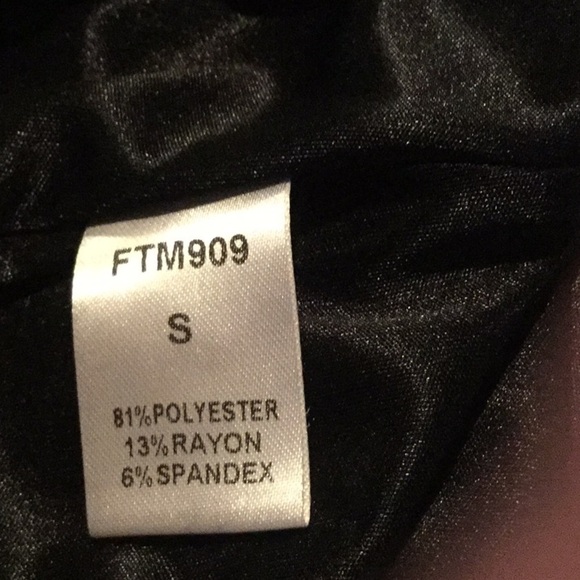 FTM909
S
81%POLYESTER
13%RAYON
6%SPANDEX